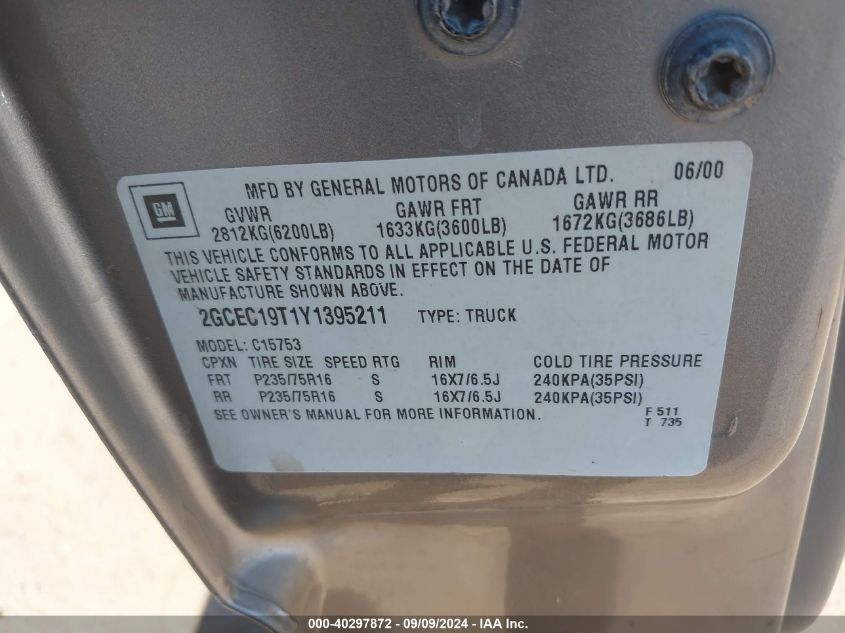 MFD BY GENERAL MOTORS OF CANADA LTD. 06/00
GM
GVWR GAWR FRT GAWR RR
2812KG(6200LB) 1633KG(3600LB) 1672KG(3686LB)
THIS VEHICLE CONFORMS TO ALL APPLICABLE U.S. FEDERAL MOTOR
VEHICLE SAFETY STANDARDS IN EFFECT ON THE DATE OF
MANUFACTURE SHOWN ABOVE.
2GCEC19T1Y1395211 TYPE: TRUCK
MODEL: C15753
CPXN TIRE SIZE SPEED RTG RIM COLD TIRE PRESSURE
FRT P235/75R16 S 16X7/6.5J 240KPA(35PSI)
RR P235/75R16 S 16X7/6.5J 240KPA(35PSI)
SEE OWNER'S MANUAL FOR MORE INFORMATION.
F 511
T 735
000-40297872 - 09/09/2024 - IAA Inc.